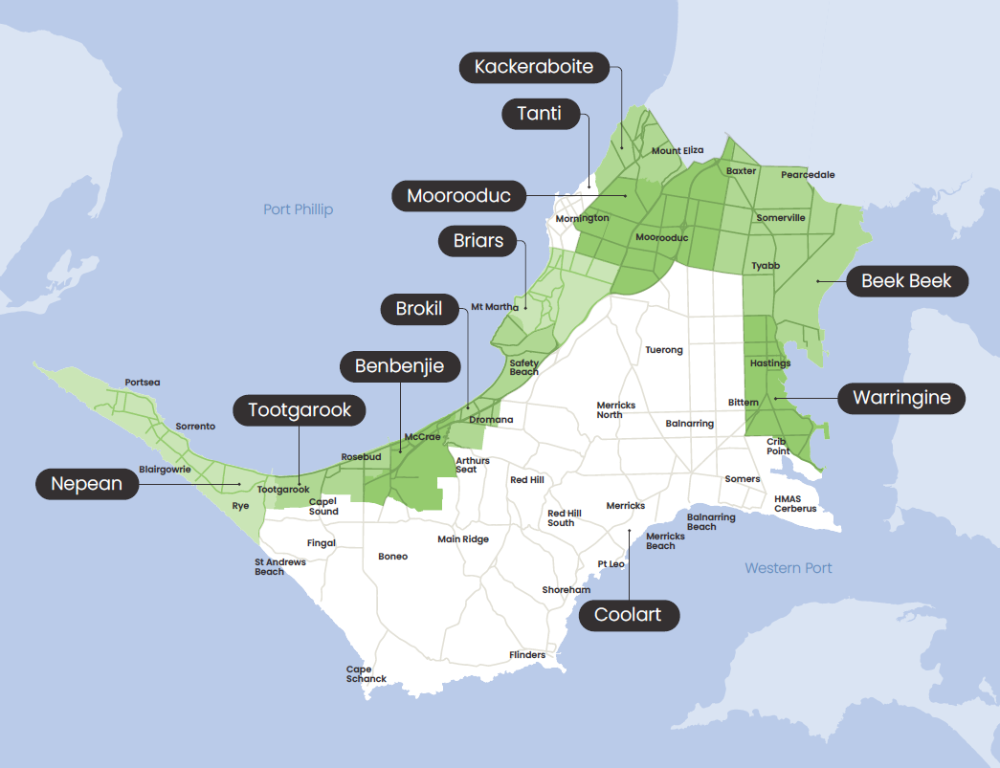 Kackeraboite
Tanti
Mount Eliza
Baxter
Pearcedale
Moorooduc
Port Phillip
Mornington
Somerville
Briars
Moorooduc
Tyabb
Beek Beek
Brokil
Mt Martha
Tuerong
Benbenjie
Safety
Beach
Hastings
Portsea
Warringine
Tootgarook
Merricks
North
Bittern
Balnarring
Sorrento
Dromana
McCrae
Crib
Point
Rosebud
Arthurs
Seat
Blairgowrie
Nepean
Red Hill
Somers
Tootgarook
Rye
Capel
Sound
Merricks
HMAS
Cerberus
Red Hill
South
Balnarring
Beach
Fingal
Main Ridge
Merricks
Beach
Boneo
St Andrews
Beach
Pt Leo
Western Port
Shoreham
Coolart
Flinders
Cape
Schanck